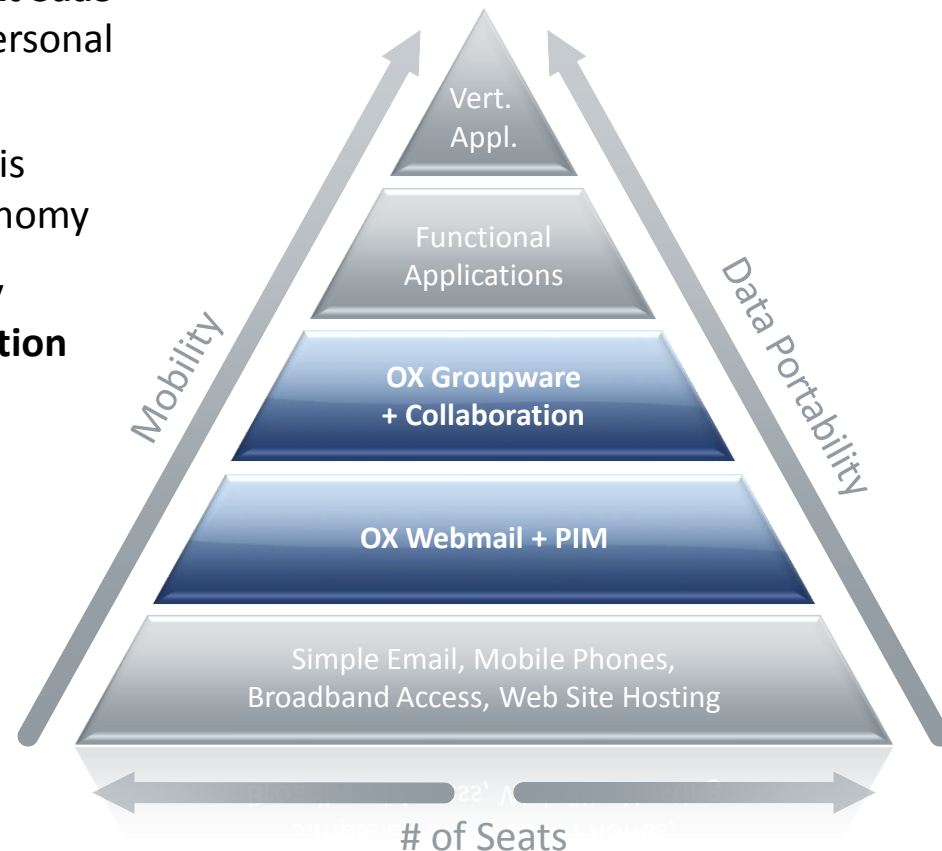 ersonal
is
nomy
tion
Vert.
Appl.
Functional
Applications
OX Groupware
+ Collaboration
OX Webmail + PIM
Simple Email, Mobile Phones,
Broadband Access, Web Site Hosting
Mobility
Data Portability
# of Seats